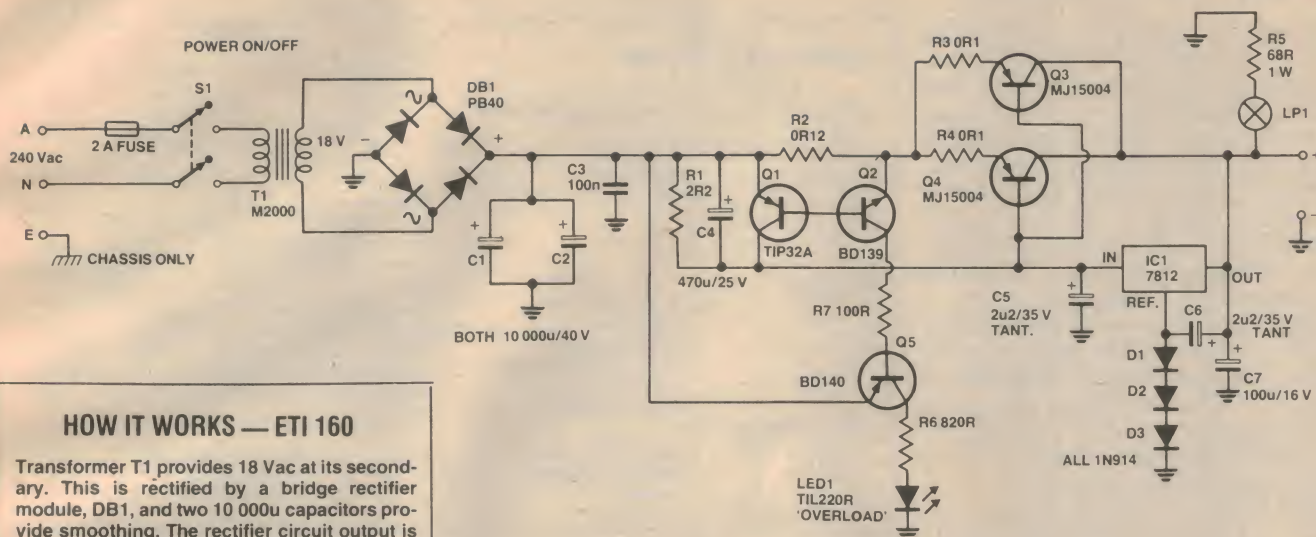 POWER ON/OFF
S1
A
2 A FUSE
240 Vac
N
E
CHASSIS ONLY
T1
M2000
18 V
DB1
PB40
-
+
C3
100n
+
C1
+
C2
BOTH 10 000u/40 V
R1
2R2
+
C4
470u/25 V
R2
0R12
Q1
TIP32A
Q2
BD139
R3 0R1
Q3
MJ15004
R4 0R1
Q4
MJ15004
R5
68R
1 W
LP1
+
-
IN
IC1
7812
OUT
REF.
+
C5
2u2/35 V
TANT.
C6
+
2u2/35 V
TANT
+
C7
100u/16 V
D1
D2
D3
ALL 1N914
R7 100R
Q5
BD140
R6 820R
LED1
TIL220R
'OVERLOAD'
HOW IT WORKS — ETI 160
Transformer T1 provides 18 Vac at its second-
ary. This is rectified by a bridge rectifier
module, DB1, and two 10 000u capacitors pro-
vide smoothing. The rectifier circuit output is